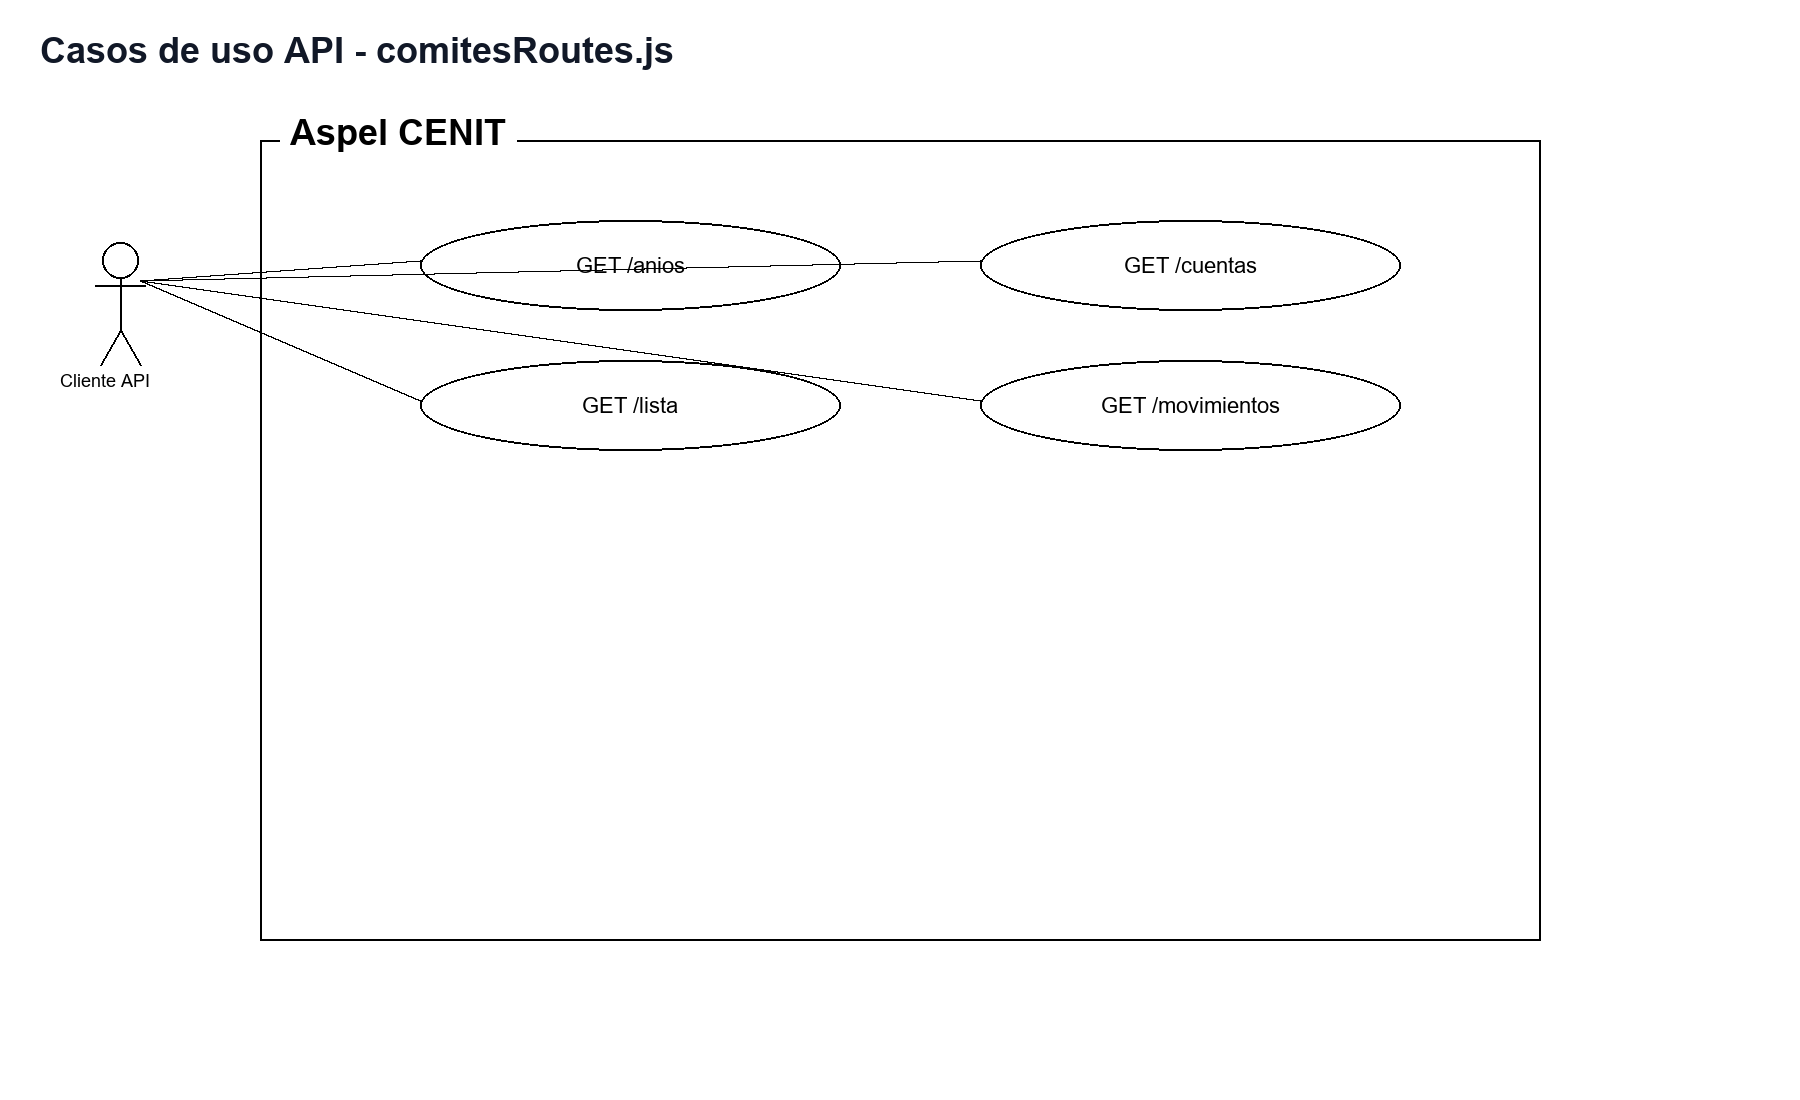 Casos de uso API - comitesRoutes.js
Aspel CENIT
GET /anios
GET /cuentas
Cliente API
GET /lista
GET /movimientos